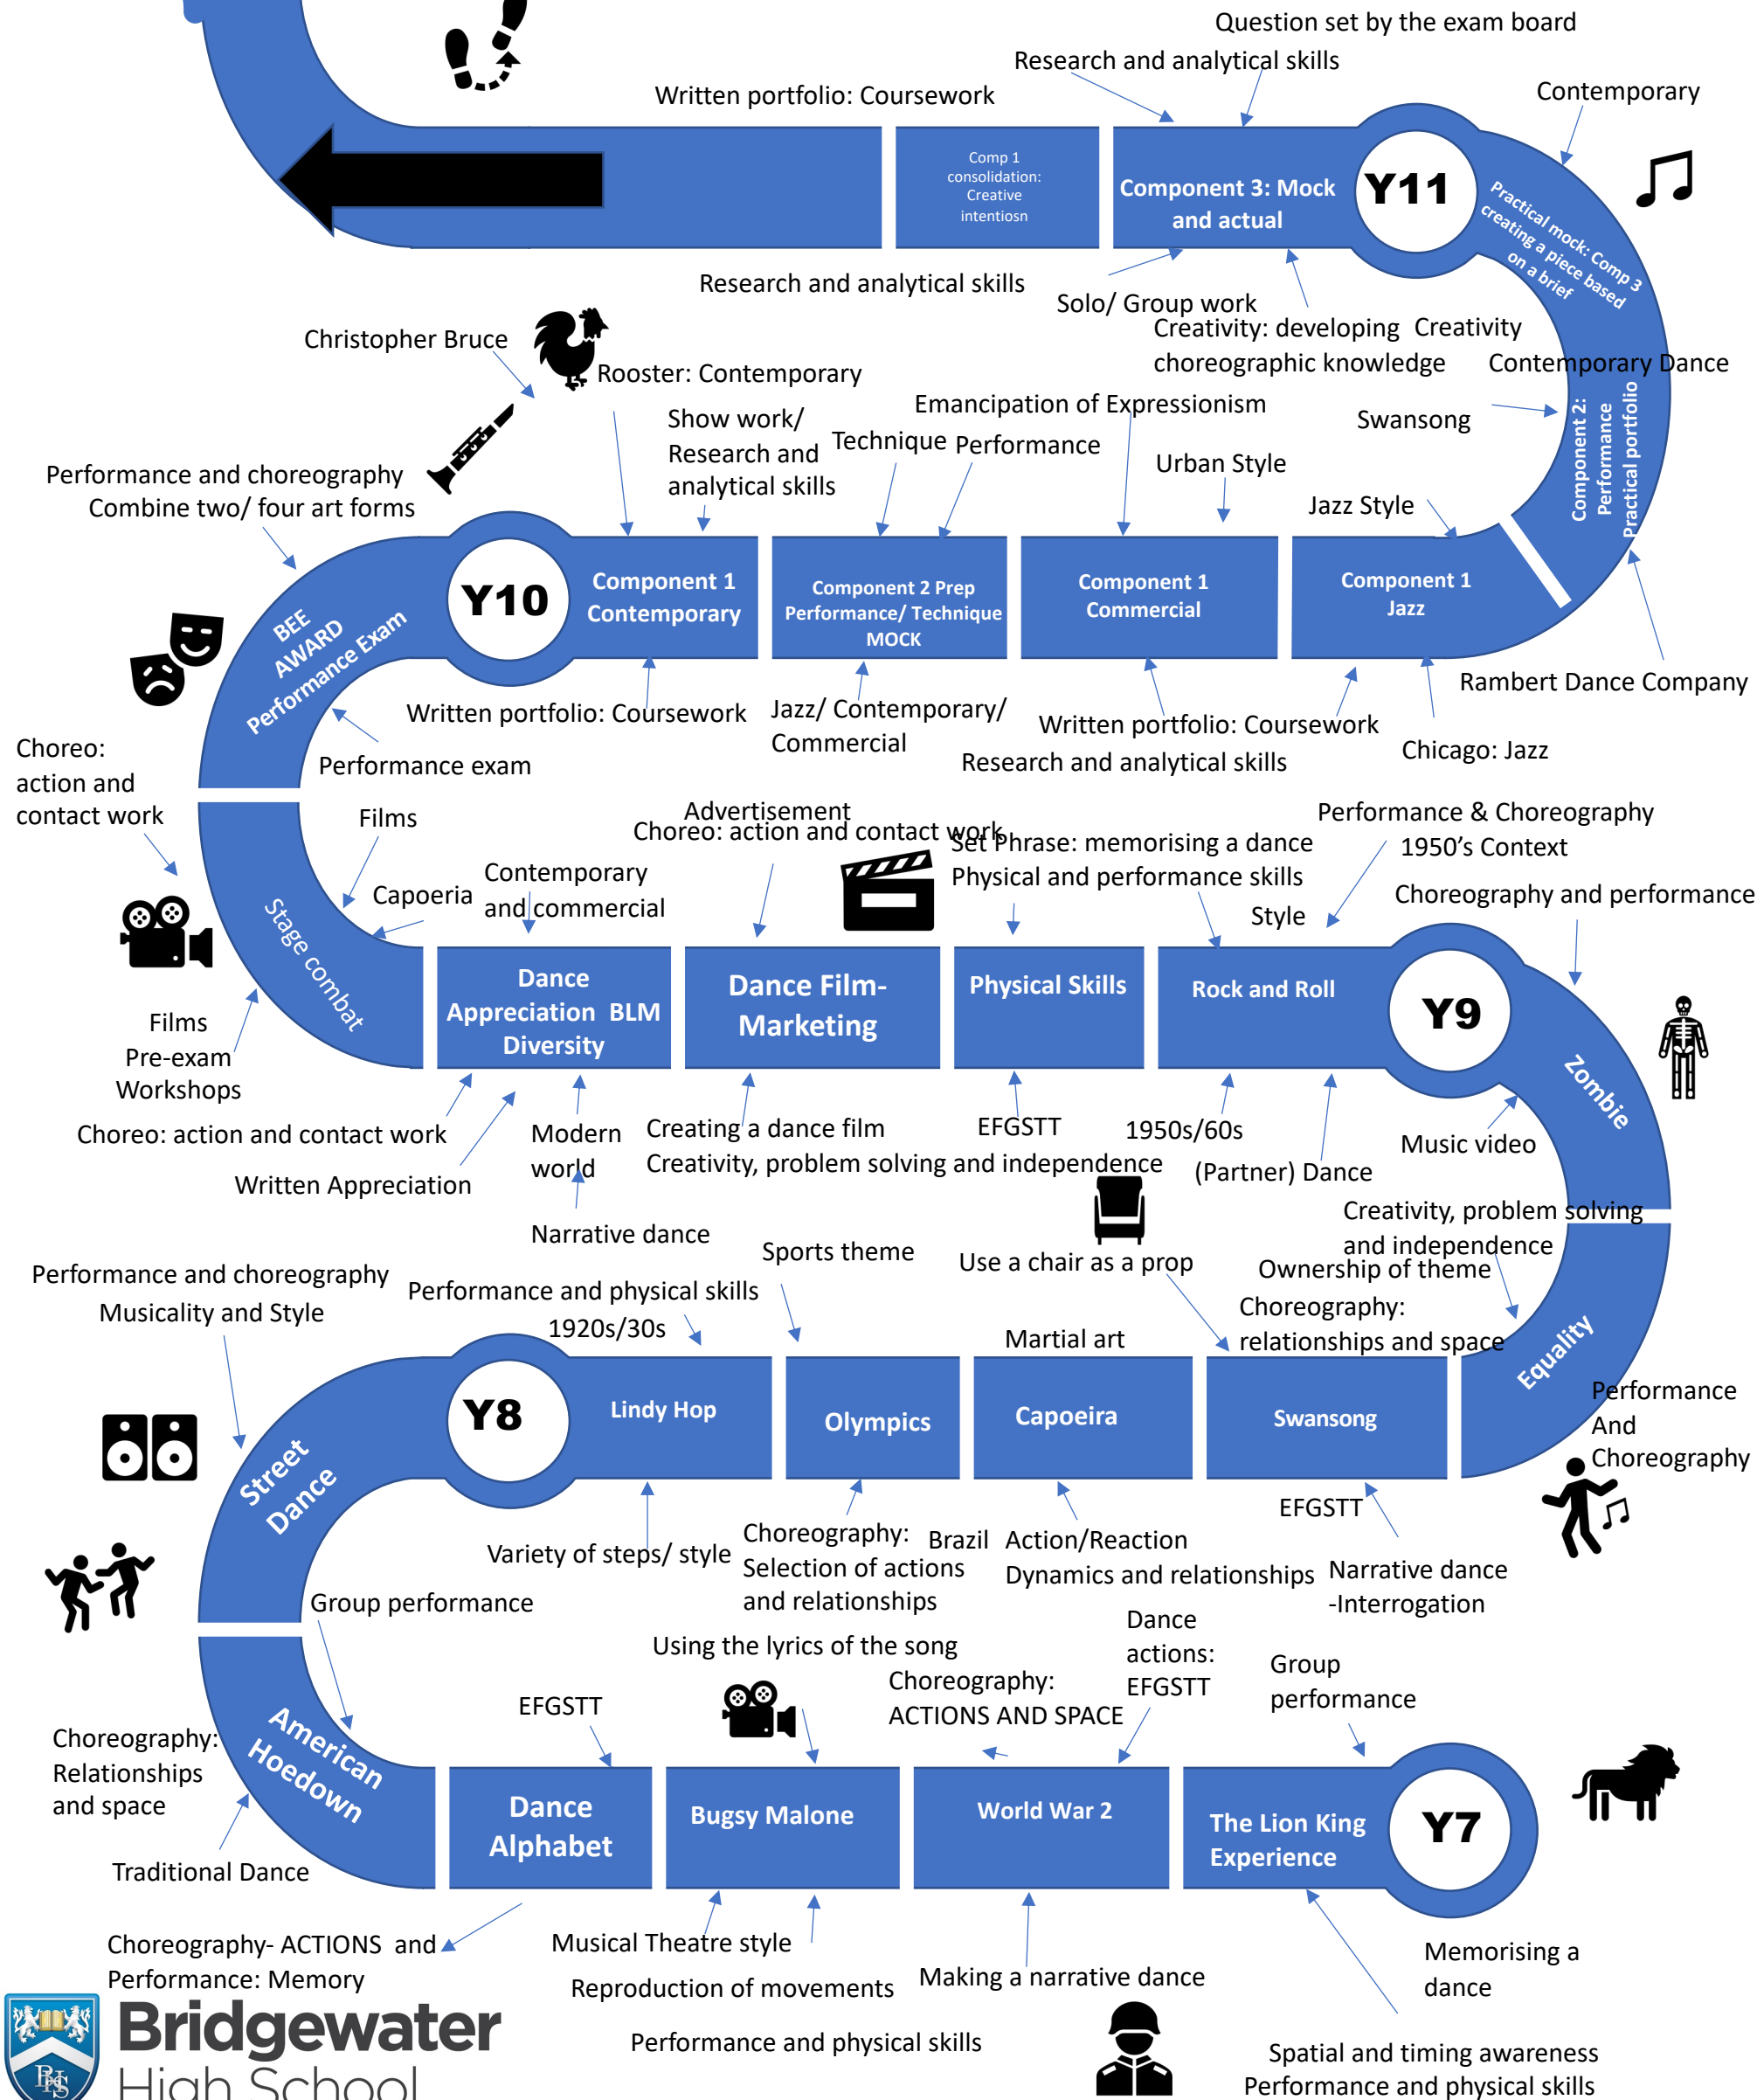 Question set by the exam board
Research and analytical skills
Written portfolio: Coursework
Contemporary
Comp 1
consolidation:
Creative
intentiosn
Component 3: Mock
and actual
Y11
Practical mock: Comp 3
creating a piece based
on a brief
Research and analytical skills
Solo/ Group work
Creativity: developing
choreographic knowledge
Creativity
Contemporary Dance
Christopher Bruce
Rooster: Contemporary
Show work/
Research and
analytical skills
Technique
Emancipation of Expressionism
Performance
Urban Style
Swansong
Jazz Style
Component 2:
Performance
Practical portfolio
Performance and choreography
Combine two/ four art forms
BEE
AWARD
Performance Exam
Y10
Component 1
Contemporary
Component 2 Prep
Performance/ Technique
MOCK
Component 1
Commercial
Component 1
Jazz
Rambert Dance Company
Written portfolio: Coursework
Jazz/ Contemporary/
Commercial
Written portfolio: Coursework
Research and analytical skills
Chicago: Jazz
Performance exam
Choreo:
action and
contact work
Films
Capoeria
Contemporary
and commercial
Advertisement
Choreo: action and contact work
Set Phrase: memorising a dance
Physical and performance skills
Style
Performance & Choreography
1950's Context
Choreography and performance
Stage combat
Dance
Appreciation BLM
Diversity
Dance Film-
Marketing
Physical Skills
Rock and Roll
Y9
Zombie
Films
Pre-exam
Workshops
Choreo: action and contact work
Written Appreciation
Modern
world
Narrative dance
Creating a dance film
Creativity, problem solving and independence
EFGSTT
1950s/60s
(Partner) Dance
Music video
Creativity, problem solving
and independence
Ownership of theme
Choreography:
relationships and space
Performance and choreography
Musicality and Style
Performance and physical skills
1920s/30s
Sports theme
Use a chair as a prop
Martial art
Equality
Performance
And
Choreography
Street
Dance
Y8
Lindy Hop
Olympics
Capoeira
Swansong
Variety of steps/ style
Choreography:
Selection of actions
and relationships
Brazil
Action/Reaction
Dynamics and relationships
EFGSTT
Narrative dance
-Interrogation
Group performance
Using the lyrics of the song
Choreography:
ACTIONS AND SPACE
Dance
actions:
EFGSTT
Group
performance
EFGSTT
Choreography:
Relationships
and space
American
Hoedown
Dance
Alphabet
Bugsy Malone
World War 2
The Lion King
Experience
Y7
Traditional Dance
Choreography- ACTIONS and
Performance: Memory
Musical Theatre style
Reproduction of movements
Performance and physical skills
Making a narrative dance
Memorising a
dance
Spatial and timing awareness
Performance and physical skills
BHS
Bridgewater
High School